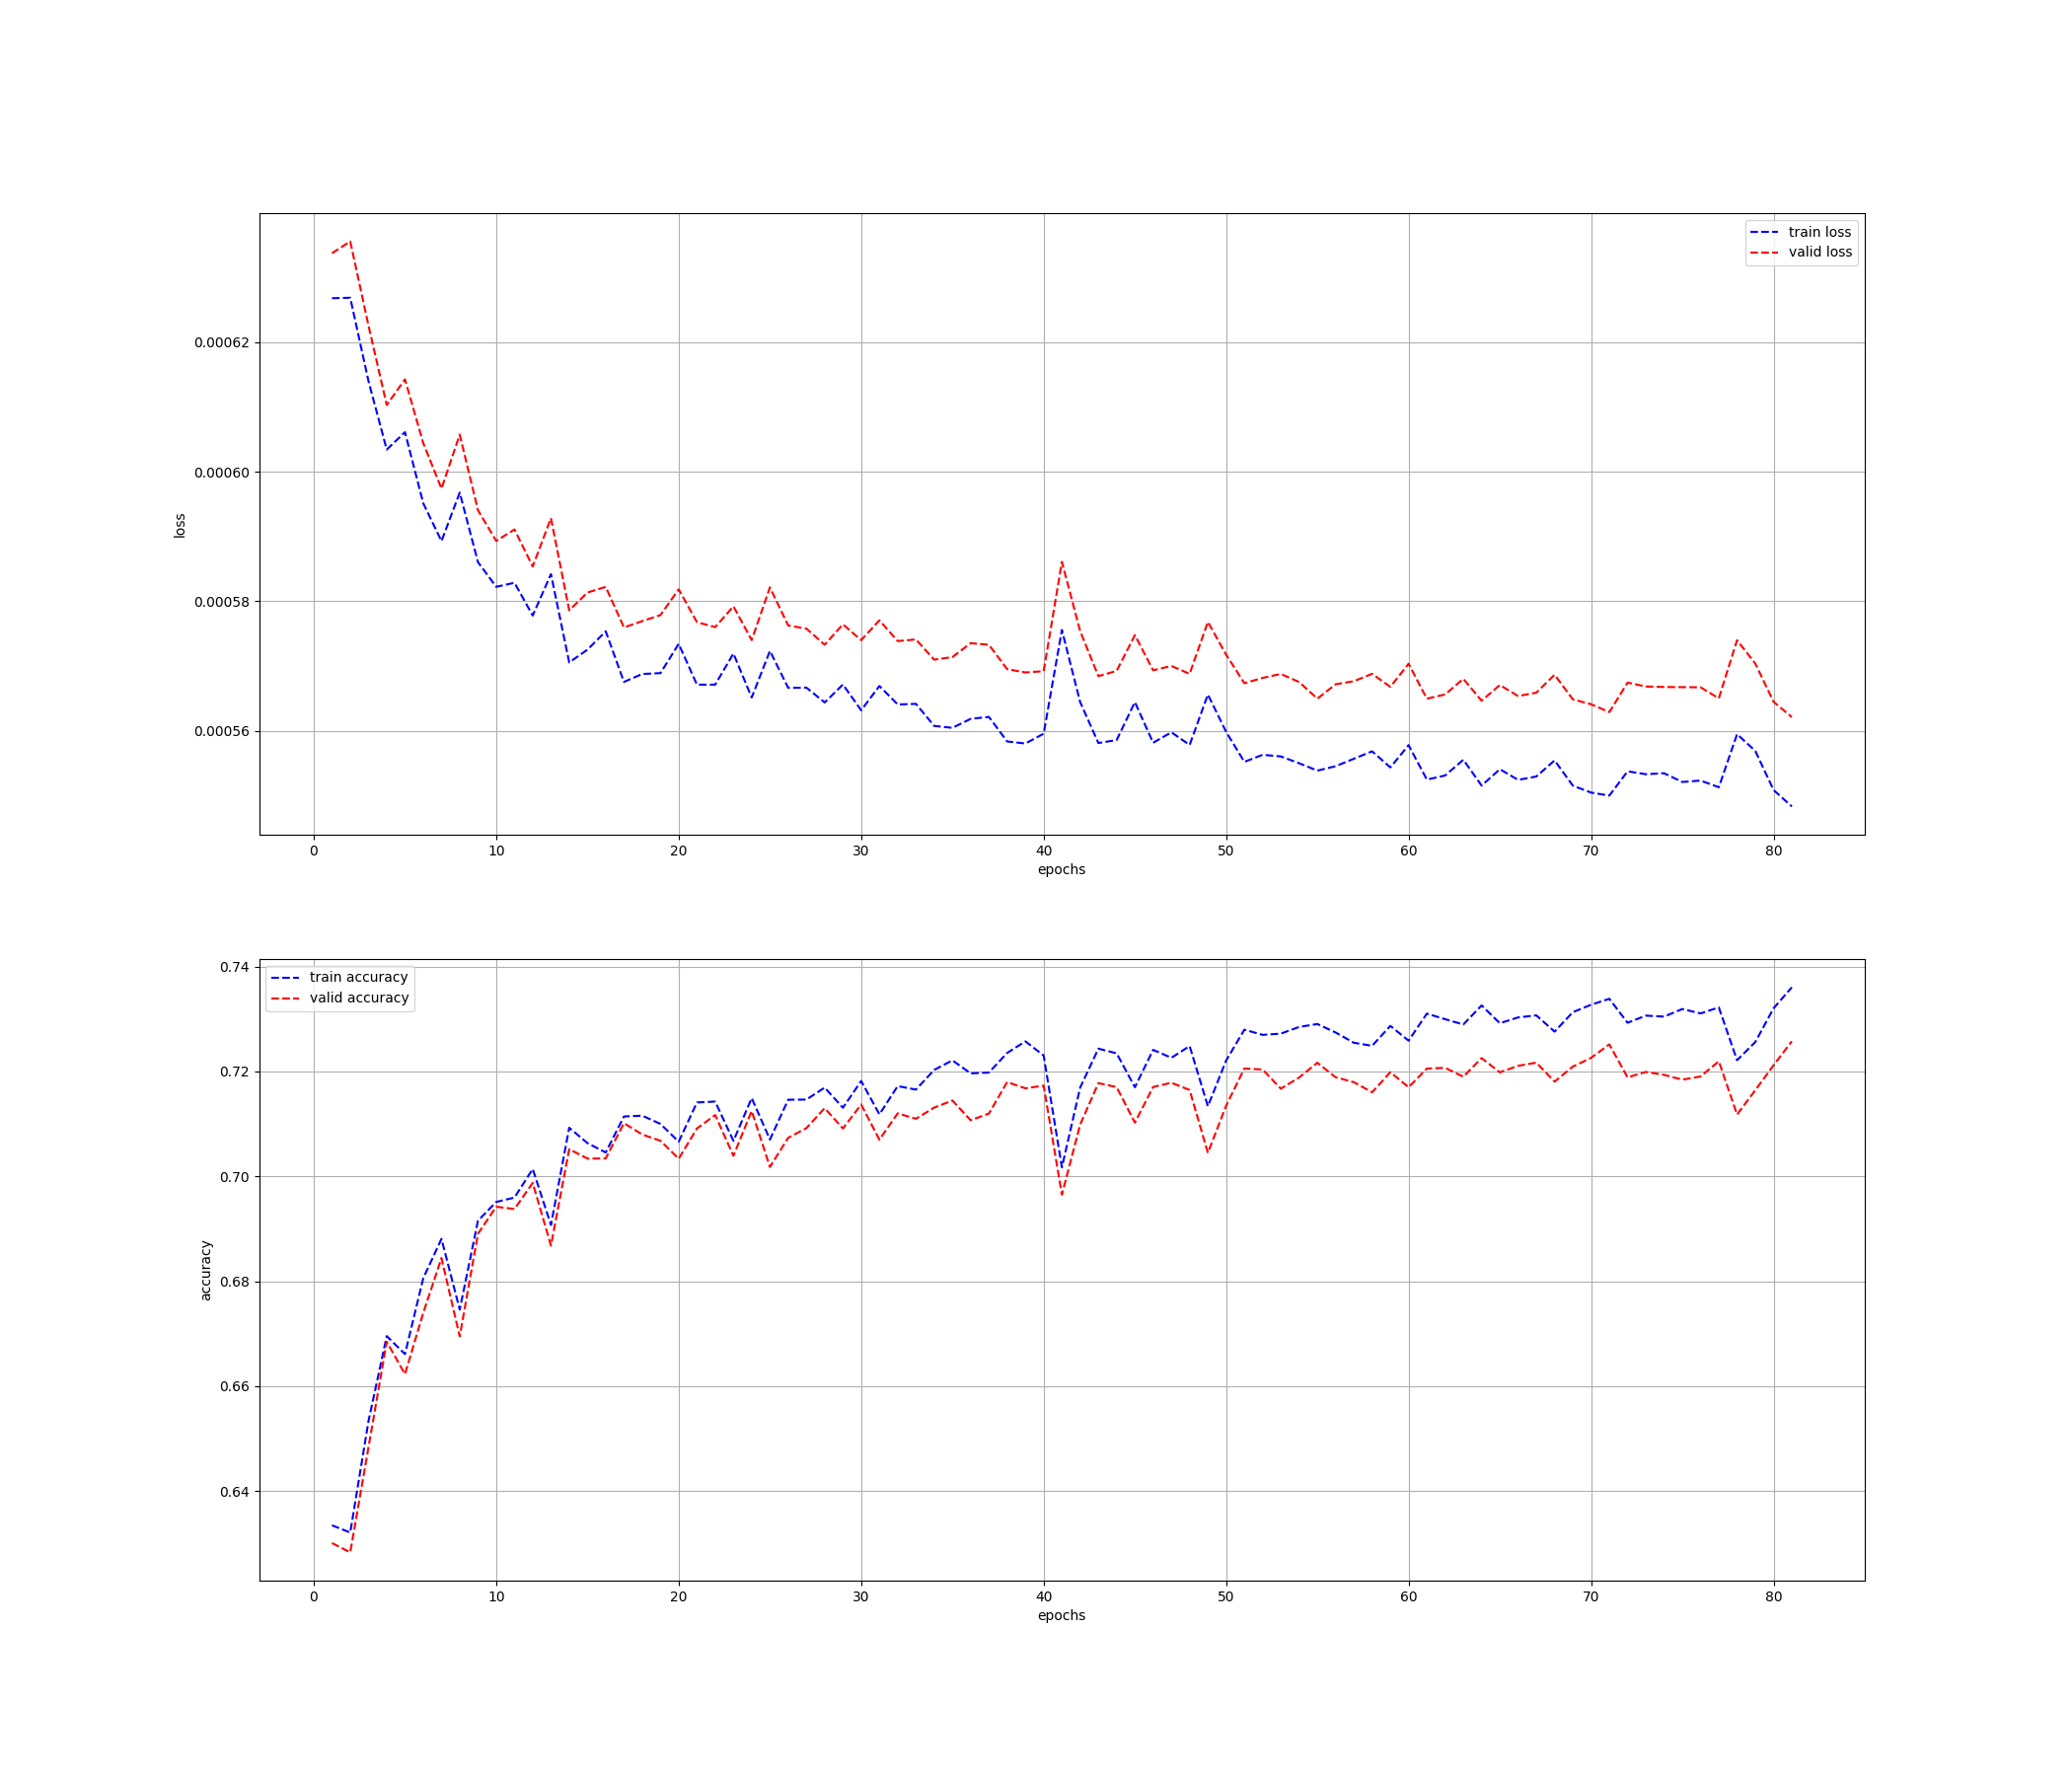 train loss
valid loss
0.00062
0.00060
0.00058
0.00056
loss
0 10 20 30 40 50 60 70 80
epochs
train accuracy
valid accuracy
0.74
0.72
0.70
0.68
0.66
0.64
accuracy
0 10 20 30 40 50 60 70 80
epochs